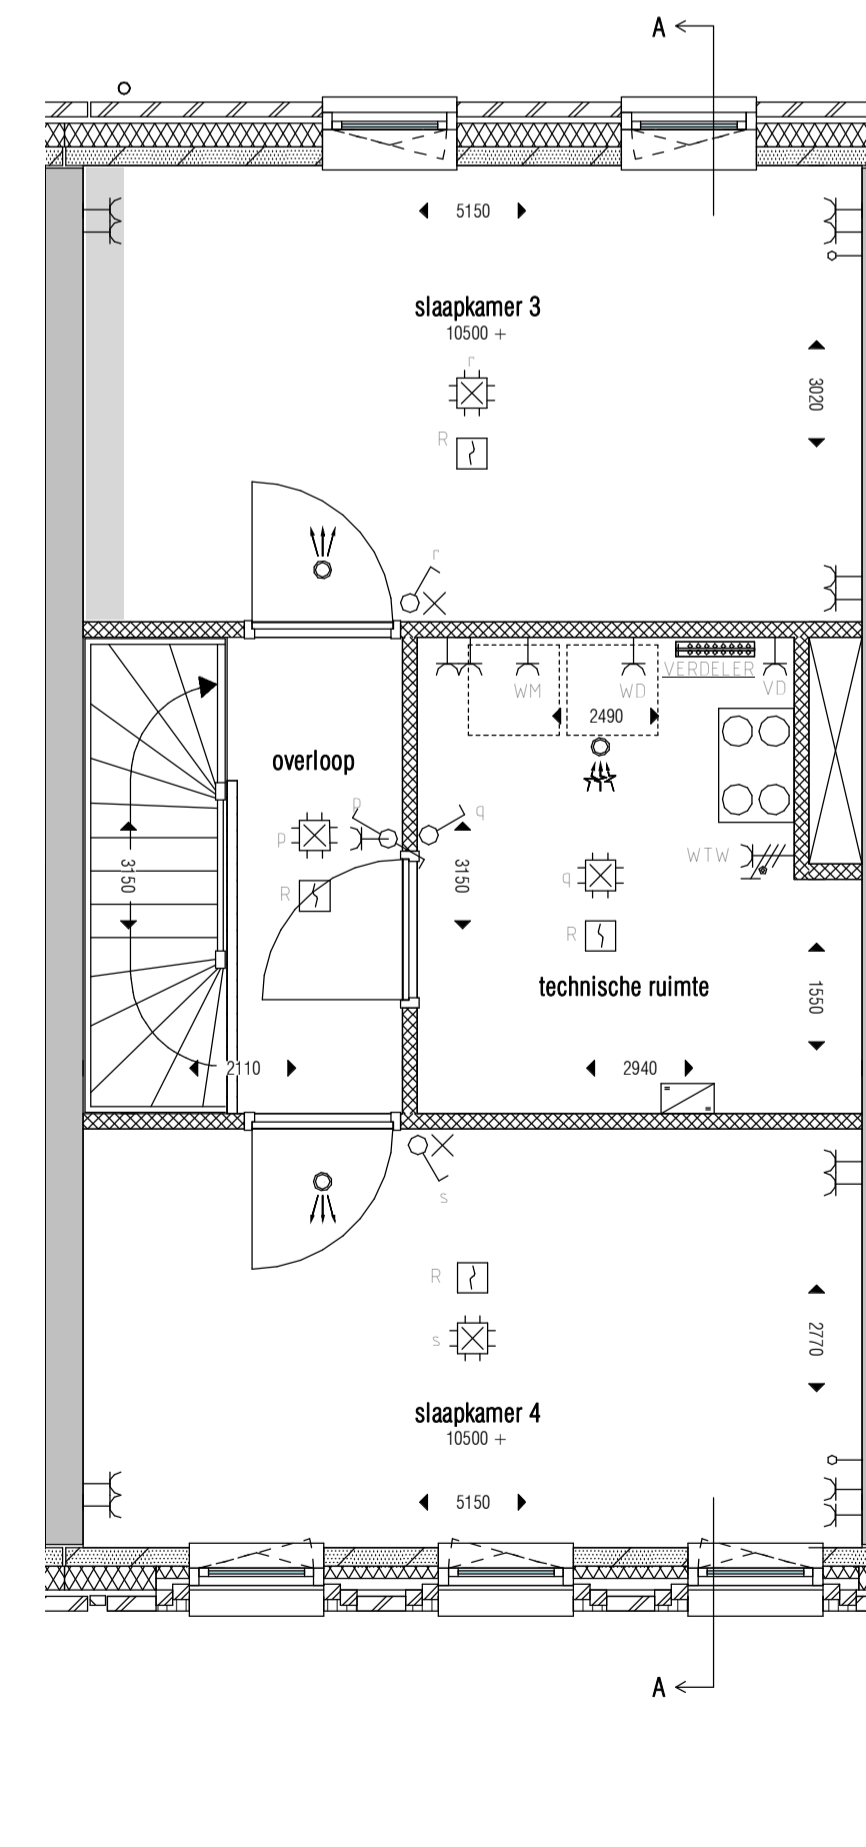 A
5150
slaapkamer 3
10500 +
r
3020
R
r
WM
WD
VERDELER
VD
2490
overloop
p
q
p
WTW
3150
3150
q
R
R
technische ruimte
1550
2110
2940
s
R
2770
s
slaapkamer 4
10500 +
5150
A